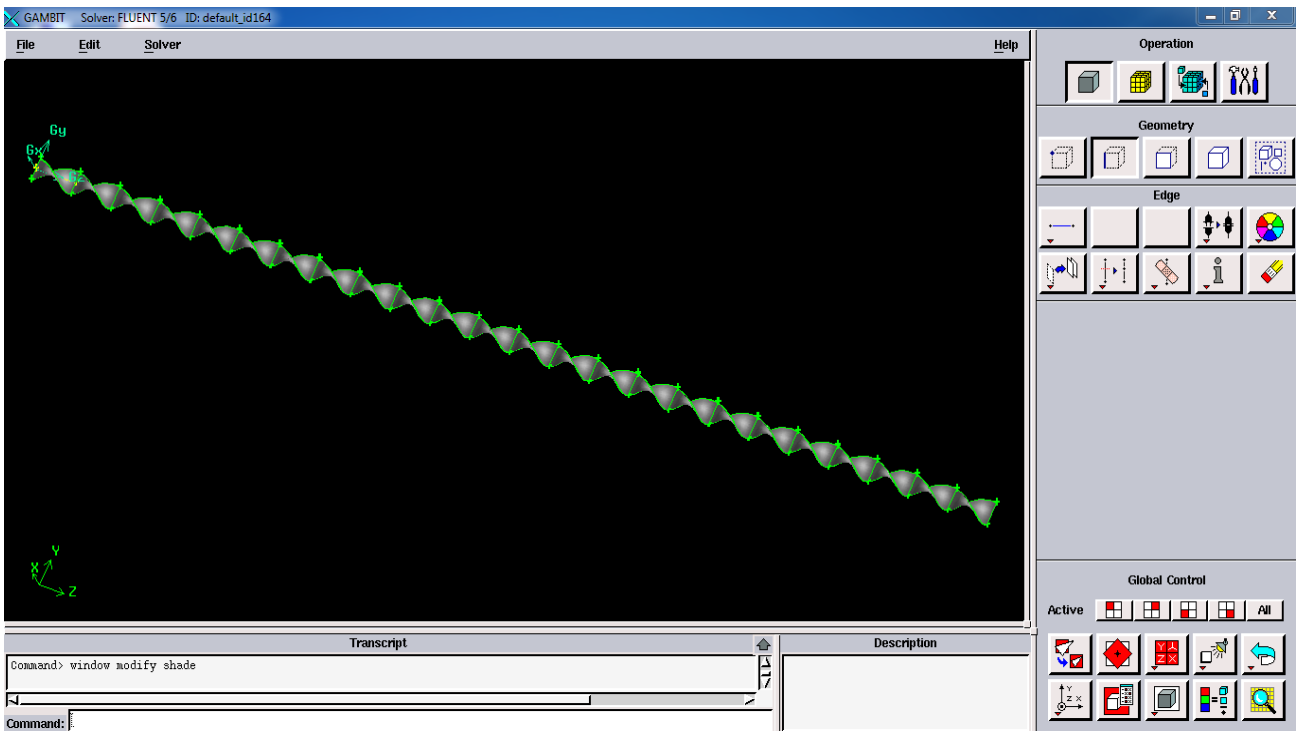 GAMBIT Solver: FLUENT 5/6 ID: default_id164
File Edit Solver Help
Operation
Geometry
Edge
Gy
Gx
Gz
Y
X
Z
Transcript
Command> window modify shade
Command:
Description
Global Control
Active All